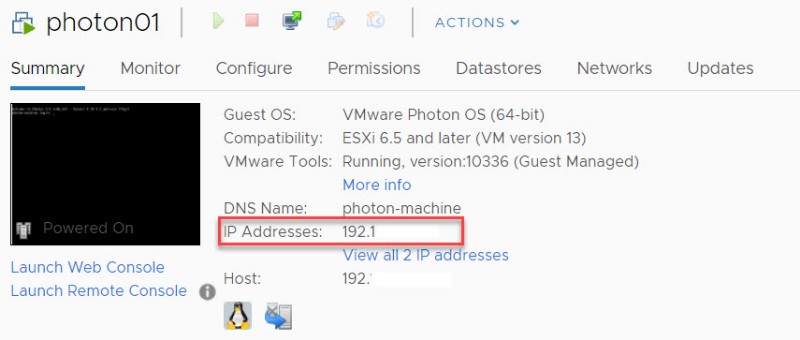 photon01
ACTIONS
Summary Monitor Configure Permissions Datastores Networks Updates
Guest OS: VMware Photon OS (64-bit)
Compatibility: ESXi 6.5 and later (VM version 13)
VMware Tools: Running, version:10336 (Guest Managed)
More info
DNS Name: photon-machine
IP Addresses: 192.1
View all 2 IP addresses
Host: 192.
Powered On
Launch Web Console
Launch Remote Console